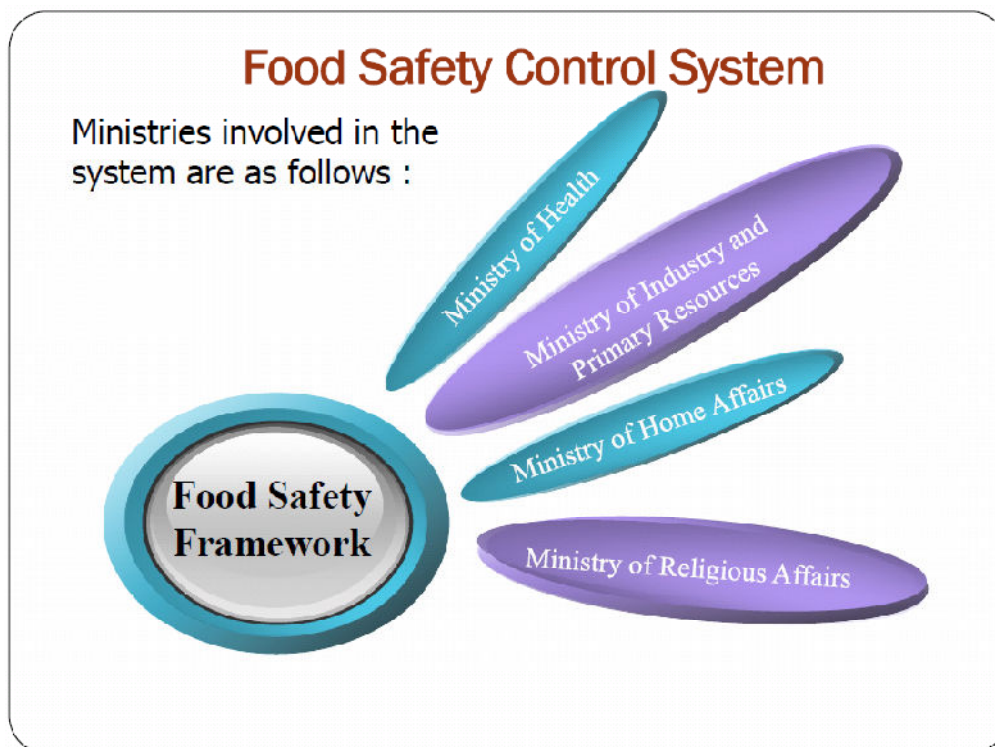 Food Safety Control System
Ministries involved in the
system are as follows :
Ministry of Health
Ministry of Industry and
Primary Resources
Ministry of Home Affairs
Ministry of Religious Affairs
Food Safety
Framework